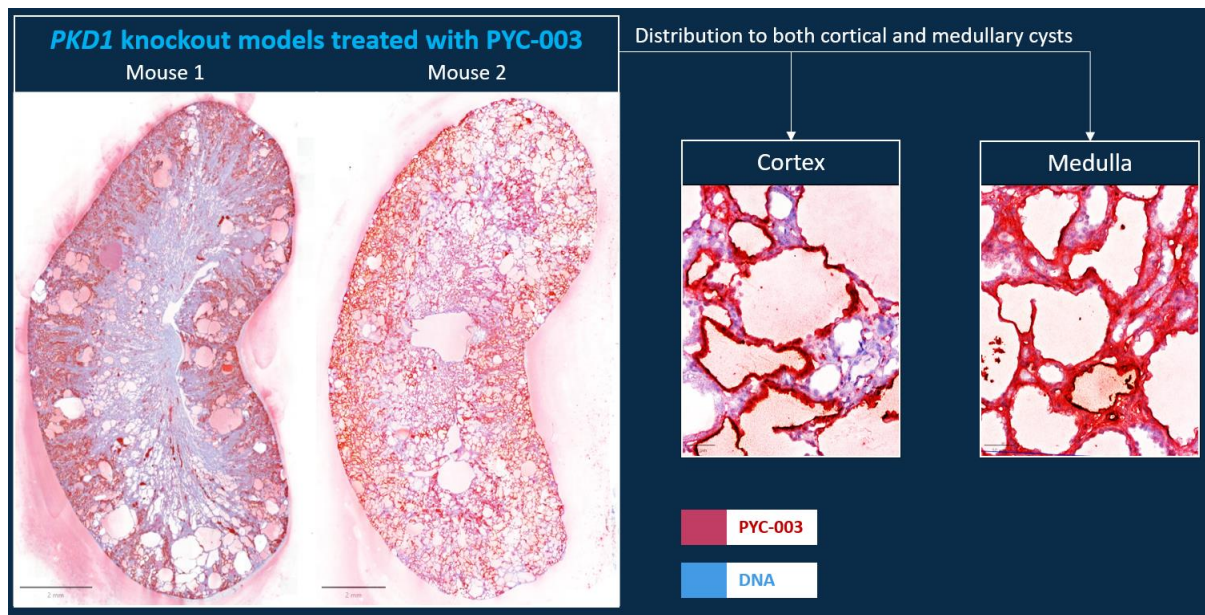 PKD1 knockout models treated with PYC-003
Mouse 1
Mouse 2
2 mm
2 mm
Distribution to both cortical and medullary cysts
Cortex
Medulla
PYC-003
DNA